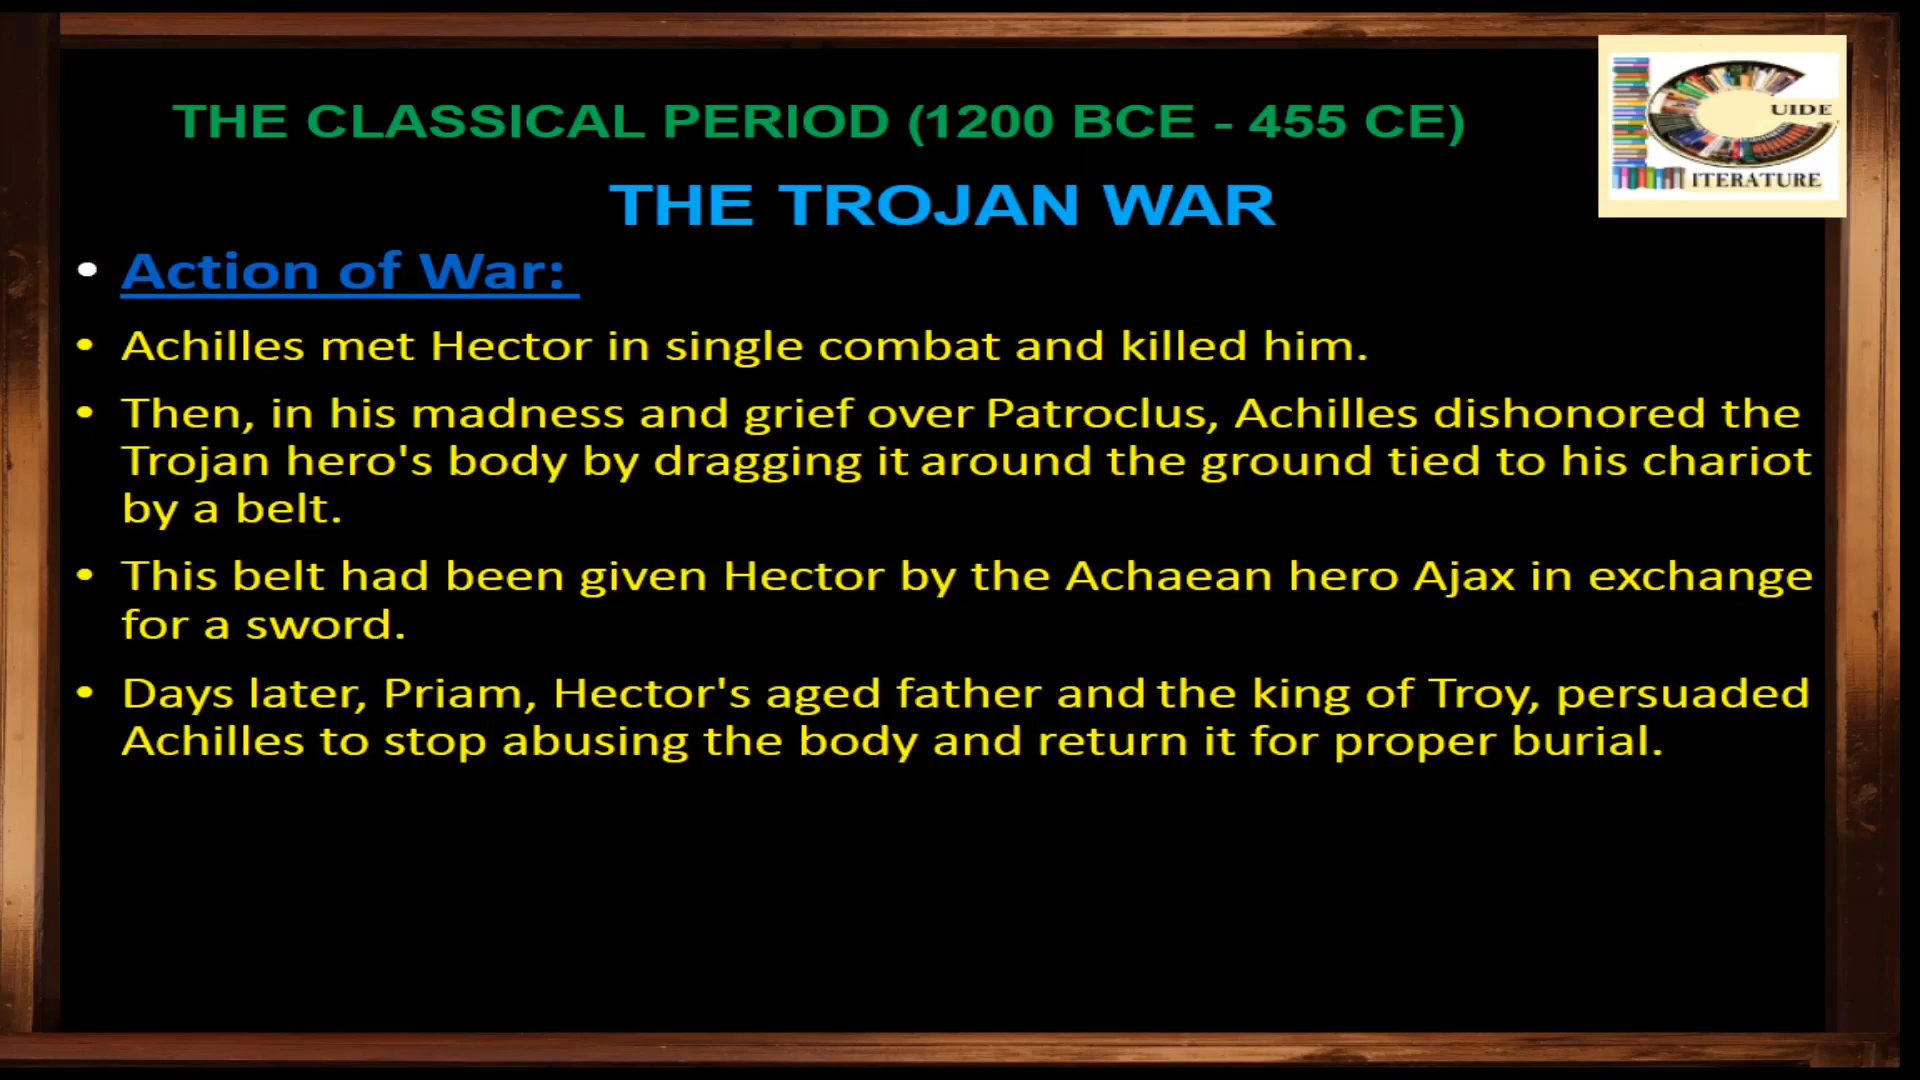 THE CLASSICAL PERIOD (1200 BCE - 455 CE)
UIDE
ITERATURE
THE TROJAN WAR
• Action of War:
• Achilles met Hector in single combat and killed him.
• Then, in his madness and grief over Patroclus, Achilles dishonored the
Trojan hero's body by dragging it around the ground tied to his chariot
by a belt.
• This belt had been given Hector by the Achaean hero Ajax in exchange
for a sword.
• Days later, Priam, Hector's aged father and the king of Troy, persuaded
Achilles to stop abusing the body and return it for proper burial.